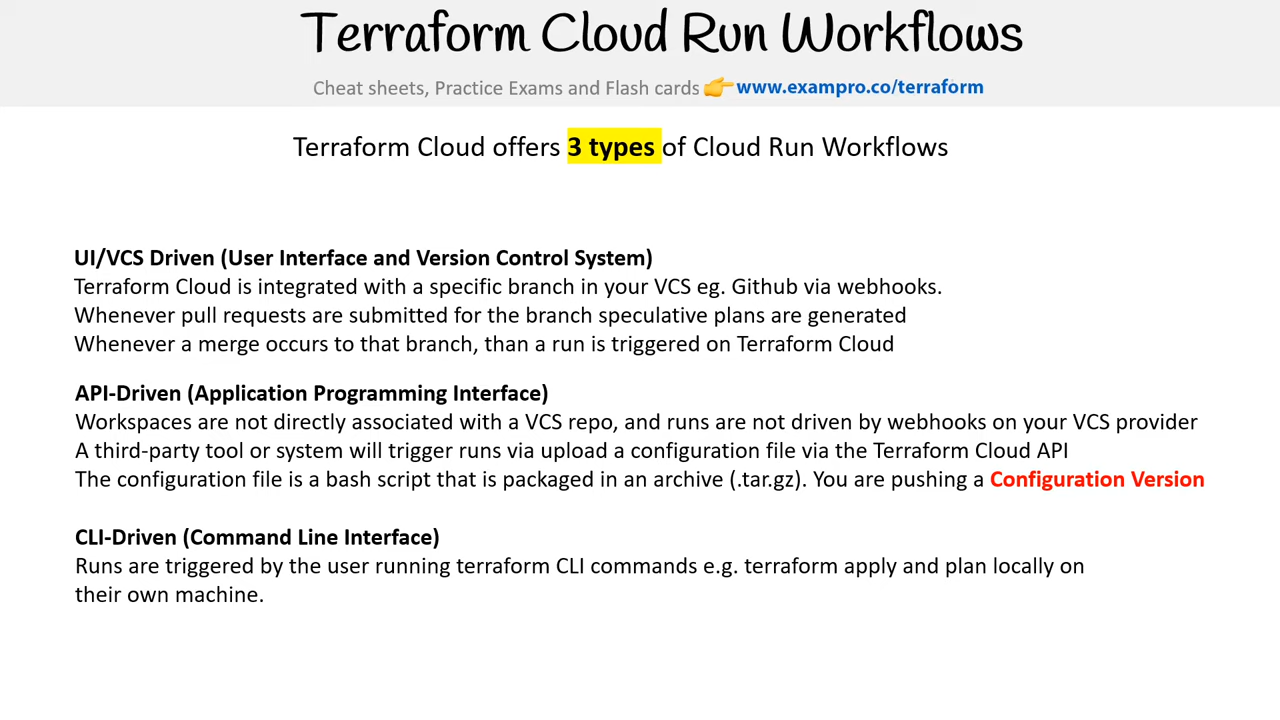 Terraform Cloud Run Workflows
Cheat sheets, Practice Exams and Flash cards 👉 www.exampro.co/terraform
Terraform Cloud offers 3 types of Cloud Run Workflows
UI/VCS Driven (User Interface and Version Control System)
Terraform Cloud is integrated with a specific branch in your VCS eg. Github via webhooks.
Whenever pull requests are submitted for the branch speculative plans are generated
Whenever a merge occurs to that branch, than a run is triggered on Terraform Cloud
API-Driven (Application Programming Interface)
Workspaces are not directly associated with a VCS repo, and runs are not driven by webhooks on your VCS provider
A third-party tool or system will trigger runs via upload a configuration file via the Terraform Cloud API
The configuration file is a bash script that is packaged in an archive (.tar.gz). You are pushing a Configuration Version
CLI-Driven (Command Line Interface)
Runs are triggered by the user running terraform CLI commands e.g. terraform apply and plan locally on
their own machine.